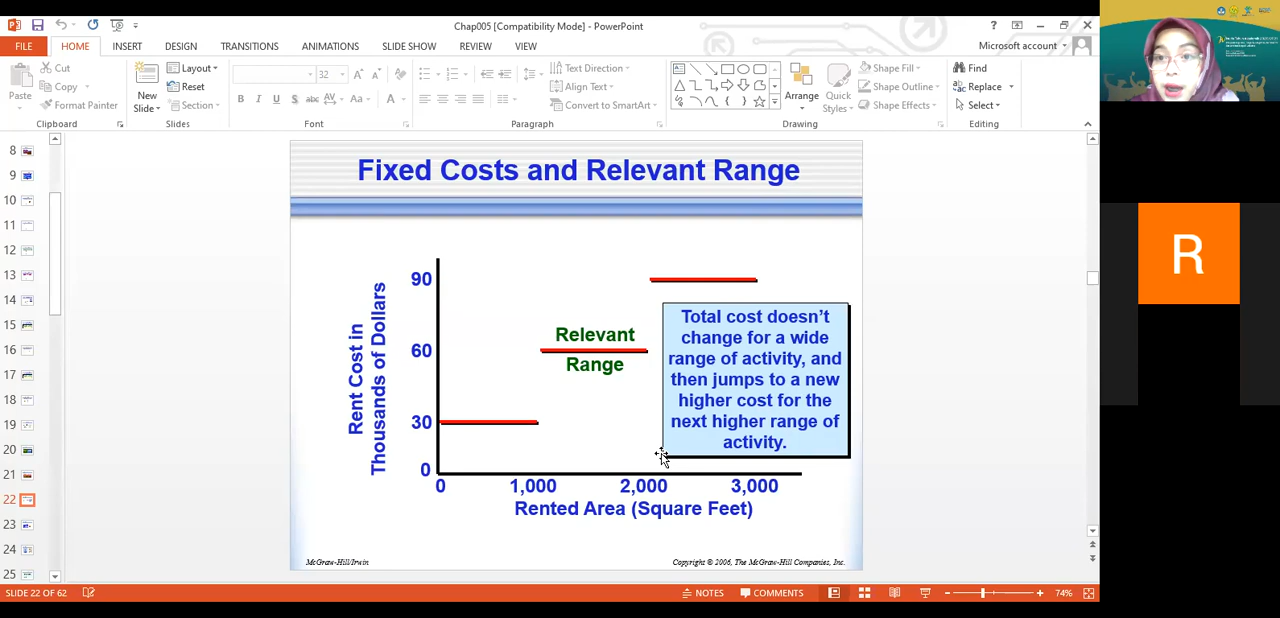 Chap005 [Compatibility Mode] - PowerPoint
?
FILE
HOME
INSERT
DESIGN
TRANSITIONS
ANIMATIONS
SLIDE SHOW
REVIEW
VIEW
Microsoft account
Paste
Cut
Copy
Format Painter
Clipboard
New
Slide
Layout
Reset
Section
Slides
32
B I U S abc AV Aa A
Font
Text Direction
Align Text
Convert to SmartArt
Paragraph
Arrange
Quick
Styles
Shape Fill
Shape Outline
Shape Effects
Drawing
Find
Replace
Select
Editing
8
9
10
11
12
13
14
15
16
17
18
19
20
21
22
23
24
25
Fixed Costs and Relevant Range
Rent Cost in
Thousands of Dollars
90
60
30
0
Relevant
Range
Total cost doesn’t
change for a wide
range of activity, and
then jumps to a new
higher cost for the
next higher range of
activity.
0 1,000 2,000 3,000
Rented Area (Square Feet)
McGraw-Hill/Irwin
Copyright © 2006, The McGraw-Hill Companies, Inc.
SLIDE 22 OF 62
NOTES
COMMENTS
74%
R